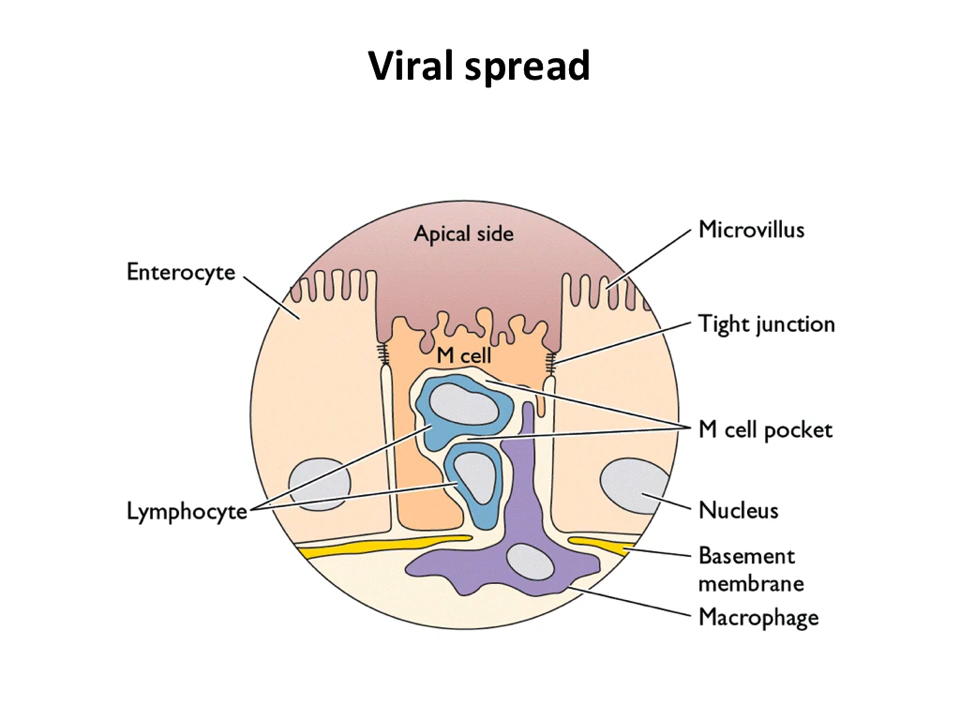 Viral spread
Apical side
Microvillus
Enterocyte
Tight junction
M cell
M cell pocket
Lymphocyte
Nucleus
Basement
membrane
Macrophage